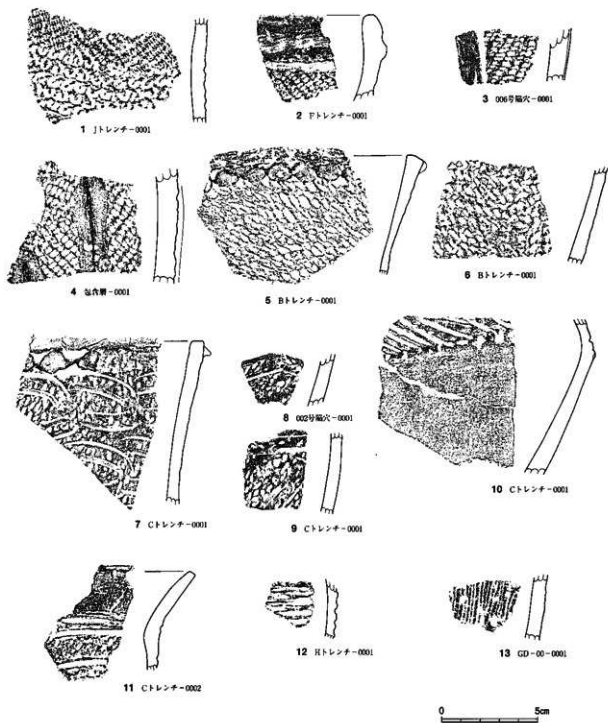 1 Jトレンチ-0001
2 Fトレンチ-0001
3 006号陥穴-0001
4 包含層-0001
5 Bトレンチ-0001
6 Bトレンチ-0001
7 Cトレンチ-0001
8 002号陥穴-0001
9 Cトレンチ-0001
10 Cトレンチ-0001
11 Cトレンチ-0002
12 Hトレンチ-0001
13 GD-00-0001
0 5cm